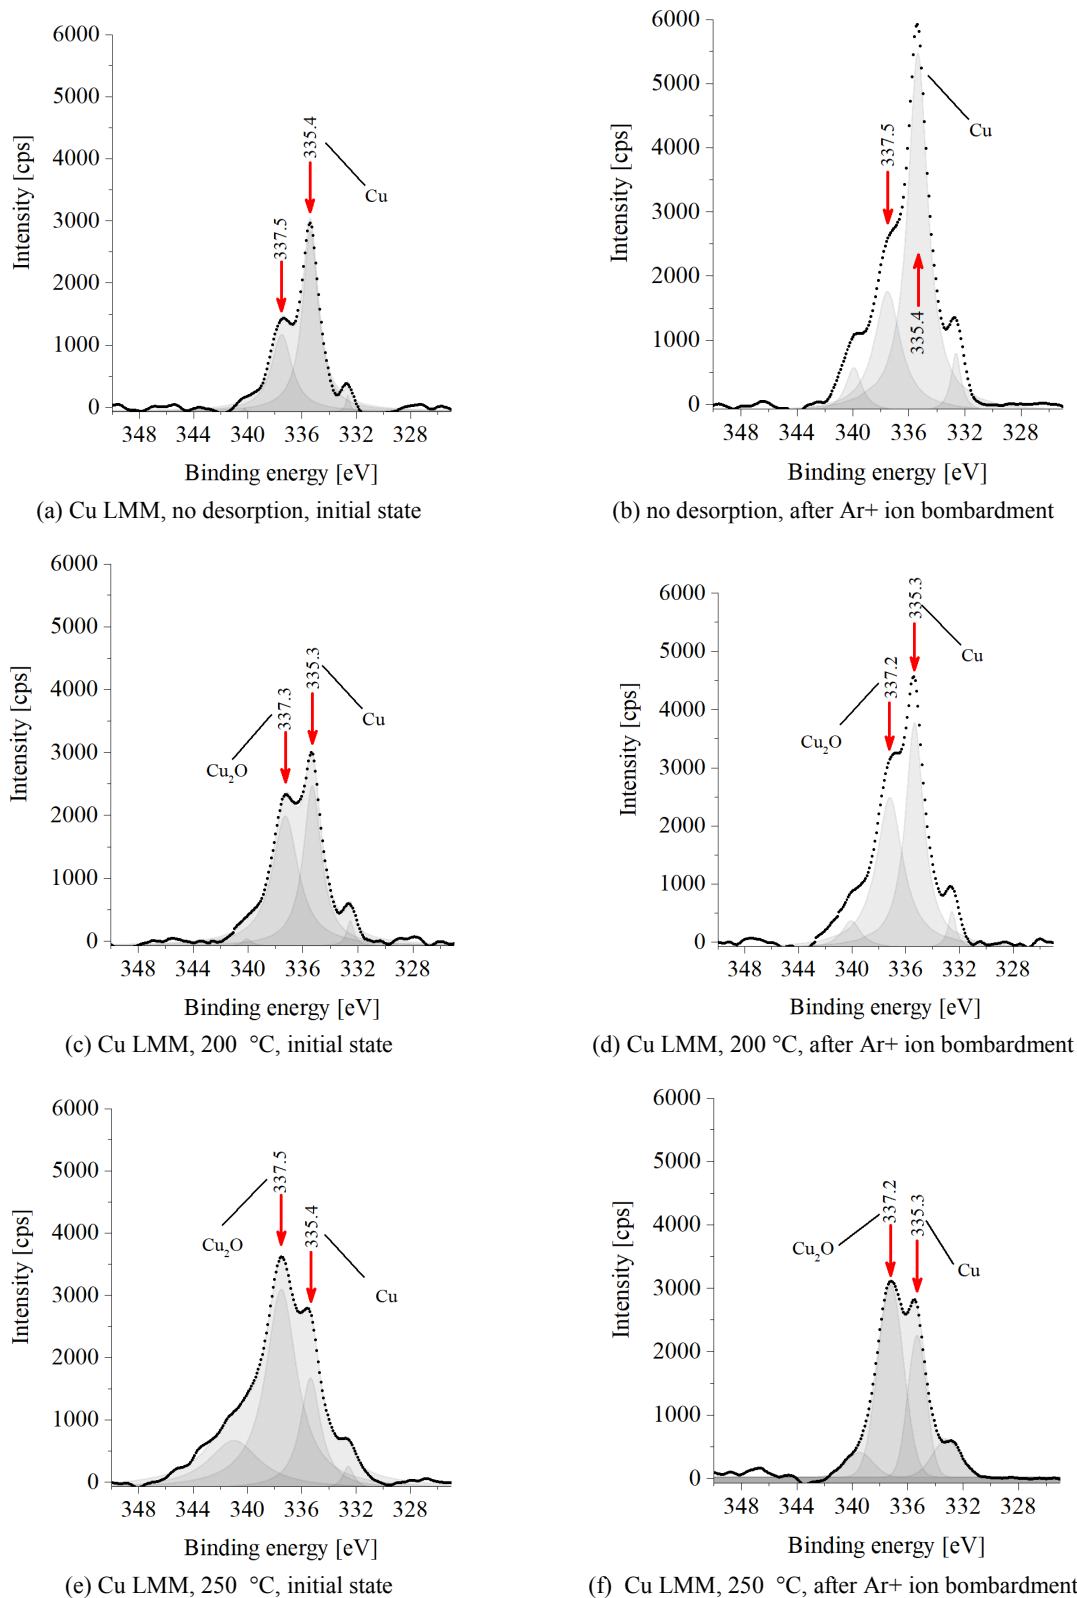 6000
5000
4000
3000
2000
1000
0
Intensity [cps]
337.5
335.4
Cu
348 344 340 336 332 328
Binding energy [eV]
(a) Cu LMM, no desorption, initial state
6000
5000
4000
3000
2000
1000
0
Intensity [cps]
337.5
335.4
Cu
348 344 340 336 332 328
Binding energy [eV]
(b) no desorption, after Ar+ ion bombardment
6000
5000
4000
3000
2000
1000
0
Intensity [cps]
Cu₂O
337.3
335.3
Cu
348 344 340 336 332 328
Binding energy [eV]
(c) Cu LMM, 200 °C, initial state
6000
5000
4000
3000
2000
1000
0
Intensity [cps]
Cu₂O
337.2
335.3
Cu
348 344 340 336 332 328
Binding energy [eV]
(d) Cu LMM, 200 °C, after Ar+ ion bombardment
6000
5000
4000
3000
2000
1000
0
Intensity [cps]
Cu₂O
337.5
335.4
Cu
348 344 340 336 332 328
Binding energy [eV]
(e) Cu LMM, 250 °C, initial state
6000
5000
4000
3000
2000
1000
0
Intensity [cps]
Cu₂O
337.2
335.3
Cu
348 344 340 336 332 328
Binding energy [eV]
(f) Cu LMM, 250 °C, after Ar+ ion bombardment